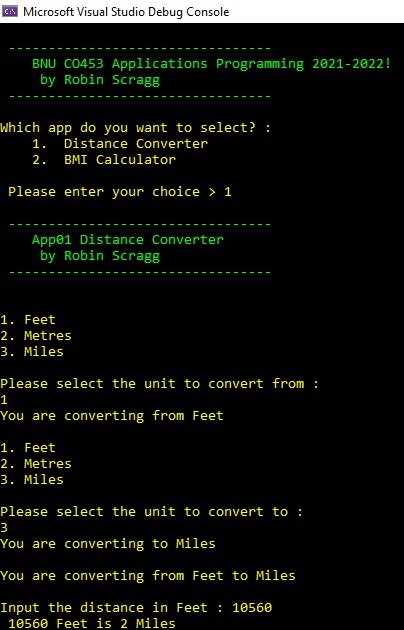 Microsoft Visual Studio Debug Console
---------------------------------
BNU CO453 Applications Programming 2021-2022!
by Robin Scragg
---------------------------------
Which app do you want to select? :
1. Distance Converter
2. BMI Calculator
Please enter your choice > 1
---------------------------------
App01 Distance Converter
by Robin Scragg
---------------------------------
1. Feet
2. Metres
3. Miles
Please select the unit to convert from :
1
You are converting from Feet
1. Feet
2. Metres
3. Miles
Please select the unit to convert to :
3
You are converting to Miles
You are converting from Feet to Miles
Input the distance in Feet : 10560
10560 Feet is 2 Miles